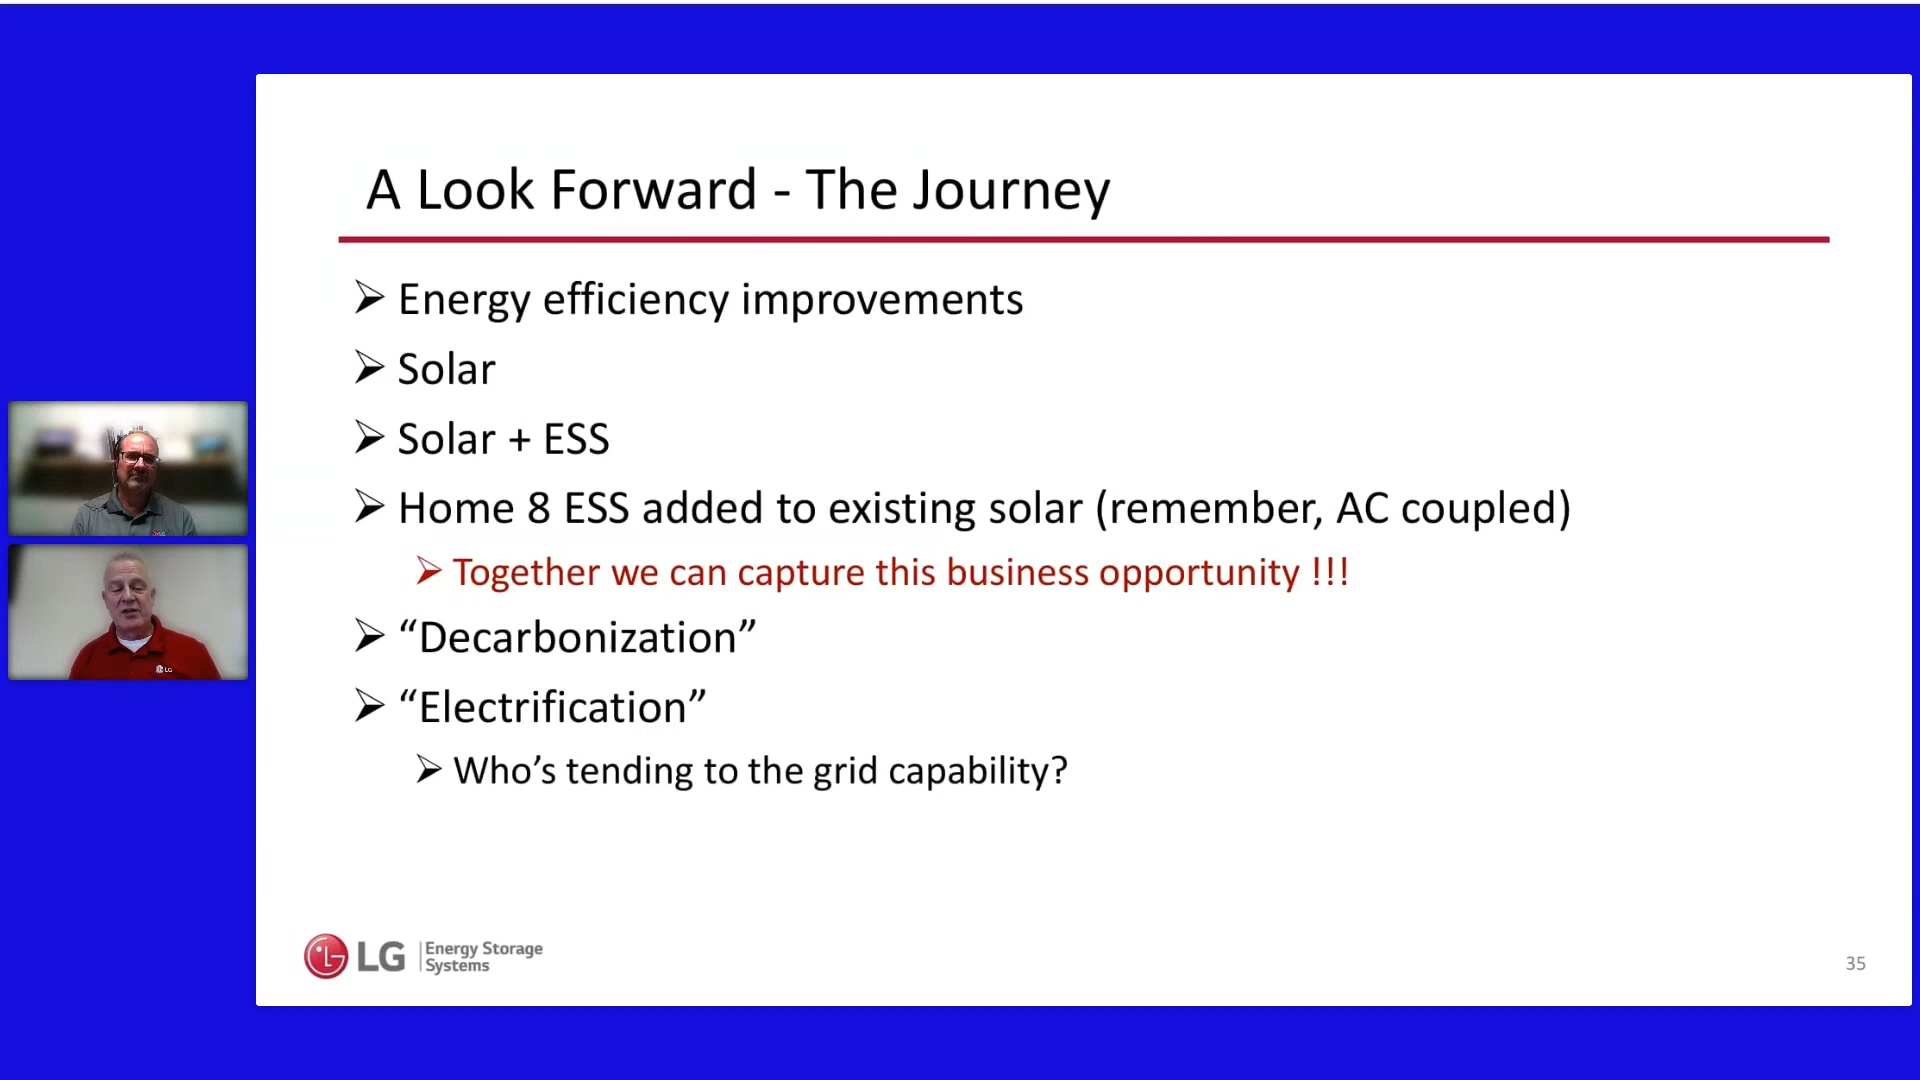 A Look Forward - The Journey
Energy efficiency improvements
Solar
Solar + ESS
Home 8 ESS added to existing solar (remember, AC coupled)
Together we can capture this business opportunity !!!
“Decarbonization”
“Electrification”
Who’s tending to the grid capability?
LG
LG Energy Storage
Systems
35